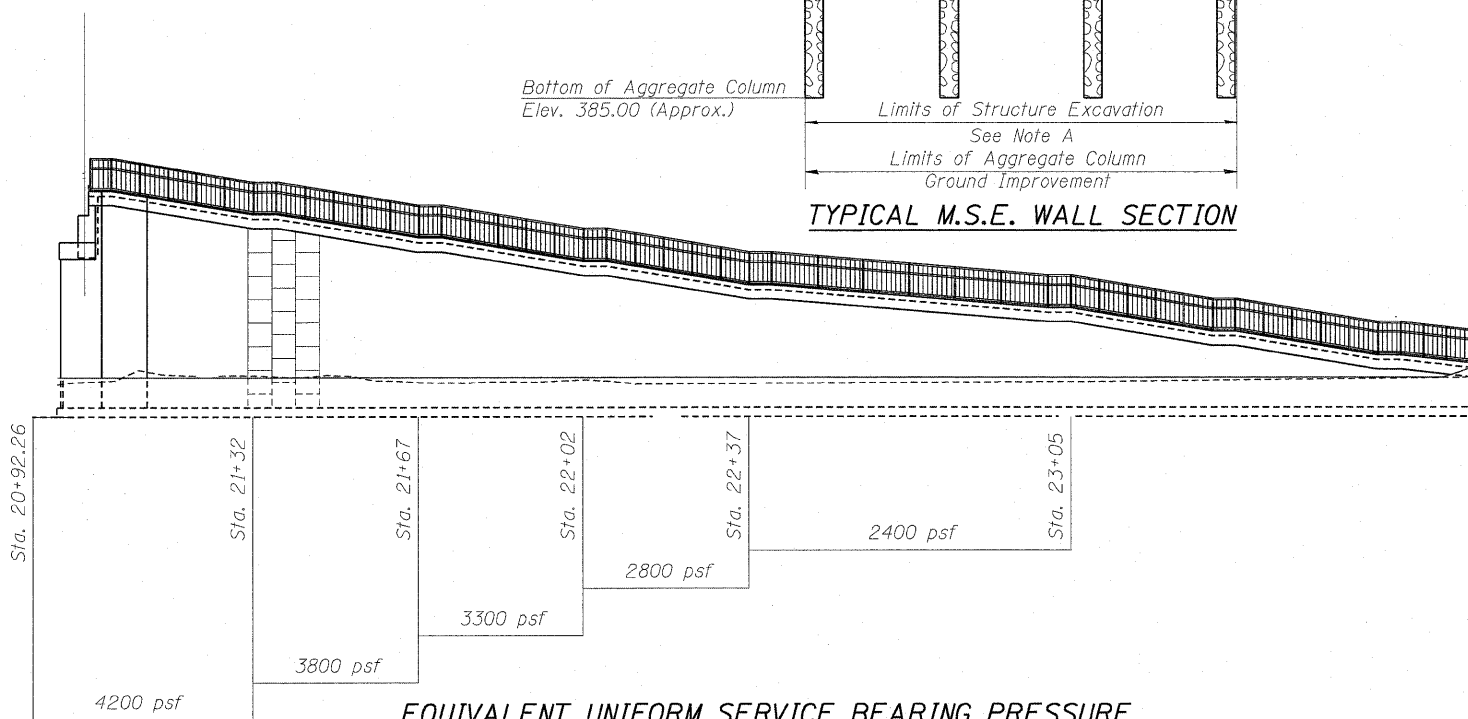 Bottom of Aggregate Column
Elev. 385.00 (Approx.)
Limits of Structure Excavation
See Note A
Limits of Aggregate Column
Ground Improvement
TYPICAL M.S.E. WALL SECTION
Sta. 20+92.26
Sta. 21+32
Sta. 21+67
Sta. 22+02
Sta. 22+37
Sta. 23+05
2400 psf
2800 psf
3300 psf
3800 psf
4200 psf
EQUIVALENT UNIFORM SERVICE BEARING PRESSURE